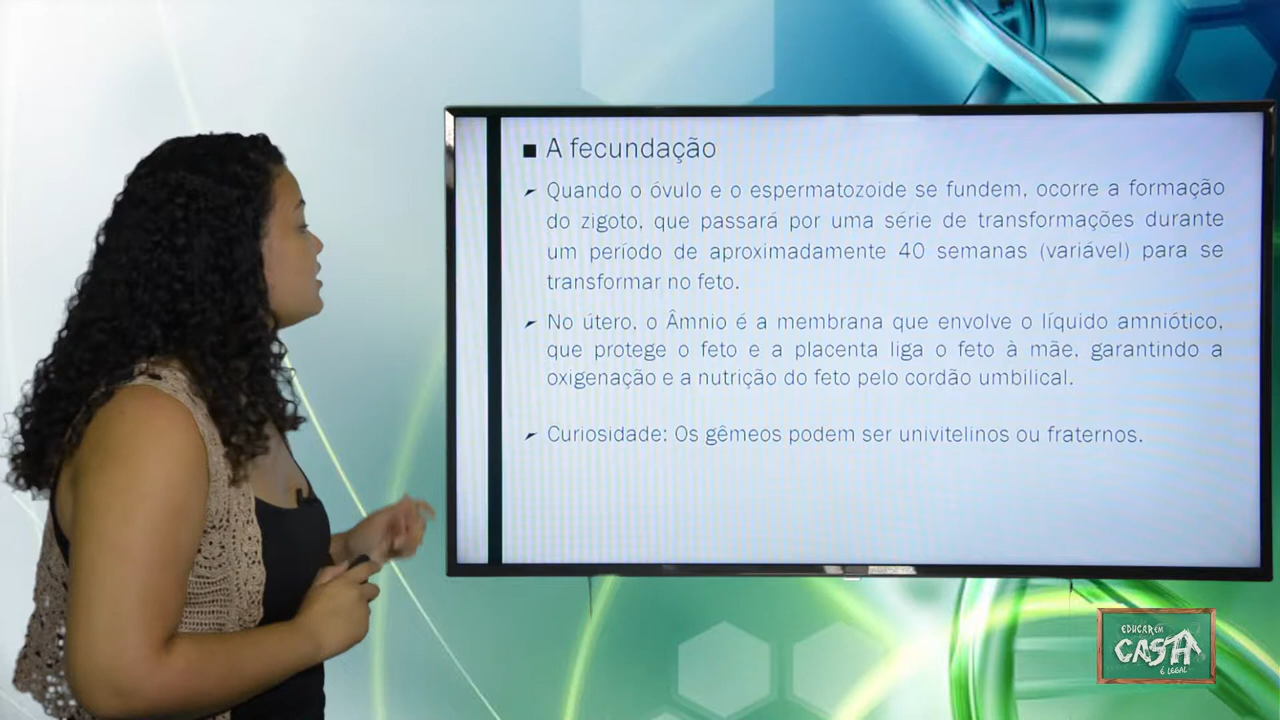 A fecundação
Quando o óvulo e o espermatozoide se fundem, ocorre a formação
do zigoto, que passará por uma série de transformações durante
um período de aproximadamente 40 semanas (variável) para se
transformar no feto.
No útero, o Âmnio é a membrana que envolve o líquido amniótico,
que protege o feto e a placenta liga o feto à mãe, garantindo a
oxigenação e a nutrição do feto pelo cordão umbilical.
Curiosidade: Os gêmeos podem ser univitelinos ou fraternos.
EDUCAR EM
CASA
É LEGAL